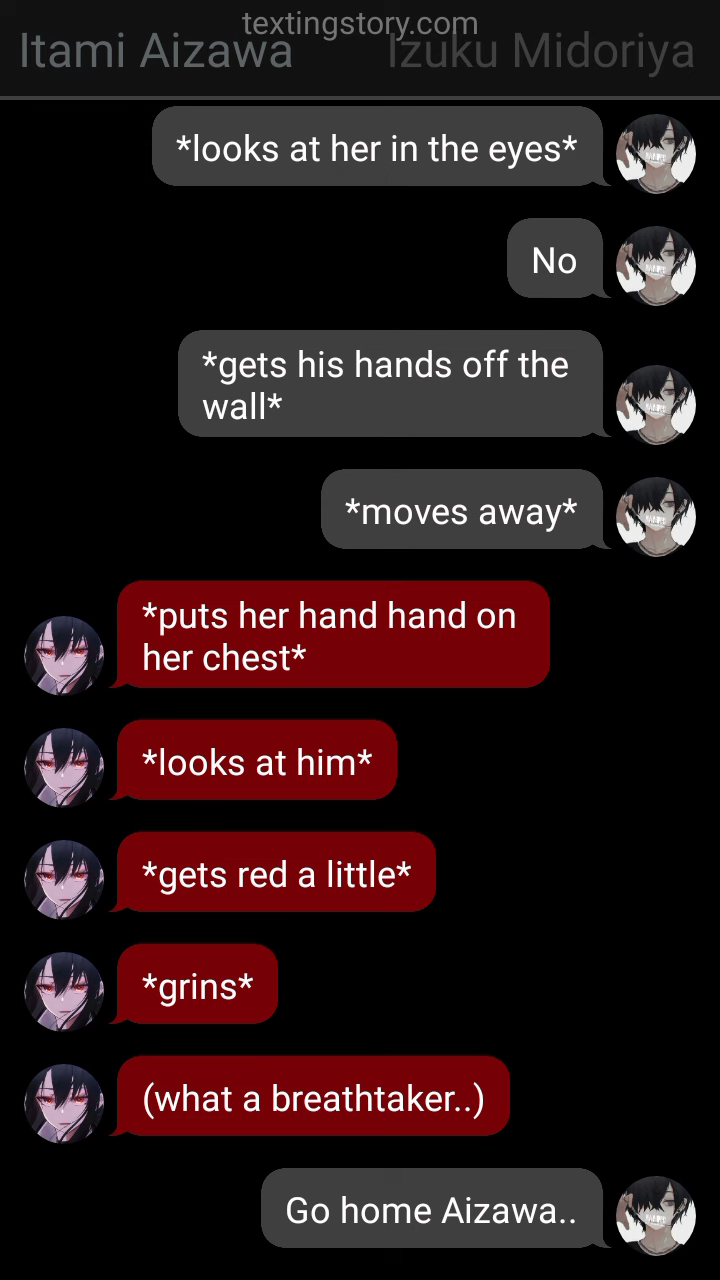 textingstory.com
Itami Aizawa
Izuku Midoriya
*looks at her in the eyes*
No
*gets his hands off the
wall*
*moves away*
*puts her hand hand on
her chest*
*looks at him*
*gets red a little*
*grins*
(what a breathtaker..)
Go home Aizawa..